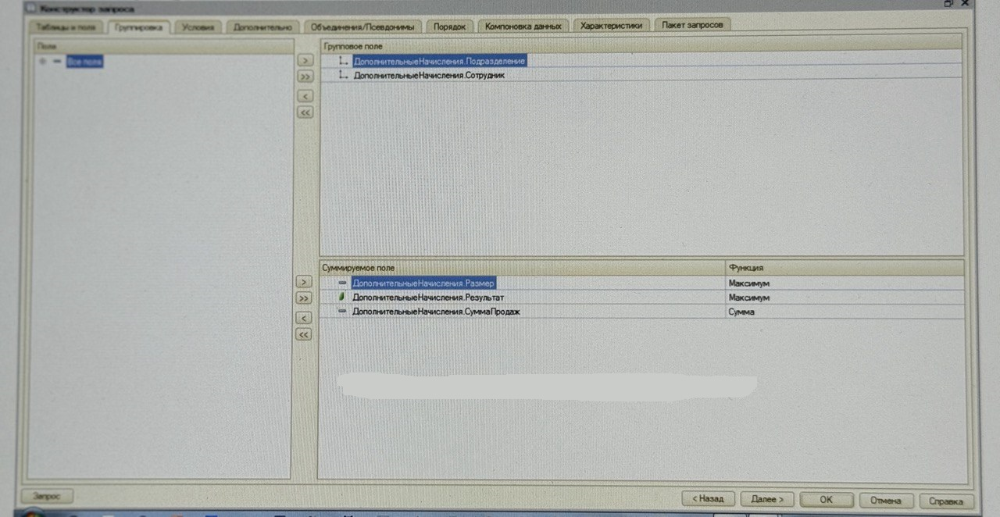 Конструктор запроса
Таблицы и поля Группировка Условия Дополнительно Объединения/Псевдонимы Порядок Компоновка данных Характеристики Пакет запросов
Поля
Все поля
> >> < <<
Групповое поле
ДополнительныеНачисления.Подразделение
ДополнительныеНачисления.Сотрудник
> >> < <<
Суммируемое поле Функция
ДополнительныеНачисления.Размер Максимум
ДополнительныеНачисления.Результат Максимум
ДополнительныеНачисления.СуммаПродаж Сумма
Запрос < Назад Далее > OK Отмена Справка